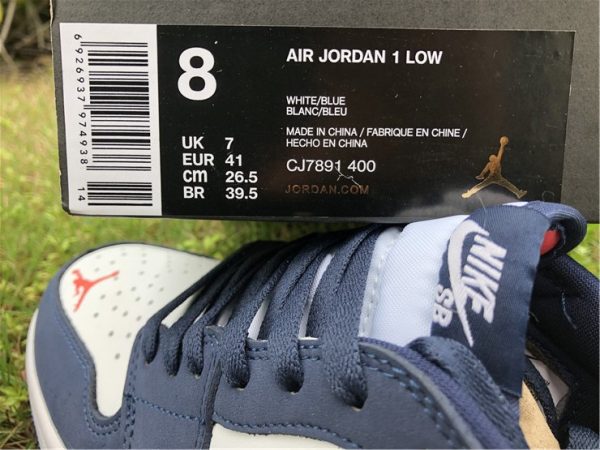 6 926937 974938
14
8
AIR JORDAN 1 LOW
WHITE/BLUE
BLANC/BLEU
MADE IN CHINA / FABRIQUE EN CHINE /
HECHO EN CHINA
CJ7891 400
JORDAN.COM
UK 7
EUR 41
cm 26.5
BR 39.5
NIKE
SB